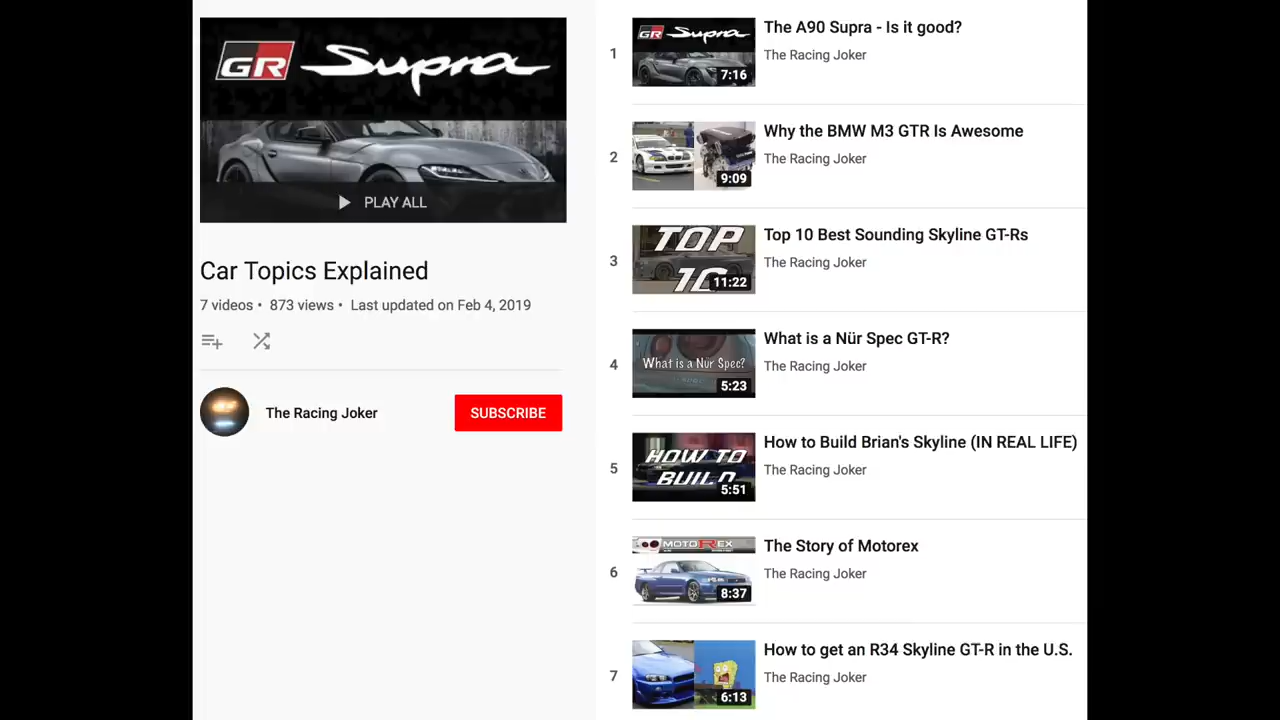 GR Supra
PLAY ALL
Car Topics Explained
7 videos • 873 views • Last updated on Feb 4, 2019
The Racing Joker
SUBSCRIBE
1
GR Supra
7:16
The A90 Supra - Is it good?
The Racing Joker
2
9:09
Why the BMW M3 GTR Is Awesome
The Racing Joker
3
TOP
10
11:22
Top 10 Best Sounding Skyline GT-Rs
The Racing Joker
4
What is a Nür Spec?
5:23
What is a Nür Spec GT-R?
The Racing Joker
5
HOW TO
BUILD
5:51
How to Build Brian's Skyline (IN REAL LIFE)
The Racing Joker
6
MOTOREX
8:37
The Story of Motorex
The Racing Joker
7
6:13
How to get an R34 Skyline GT-R in the U.S.
The Racing Joker